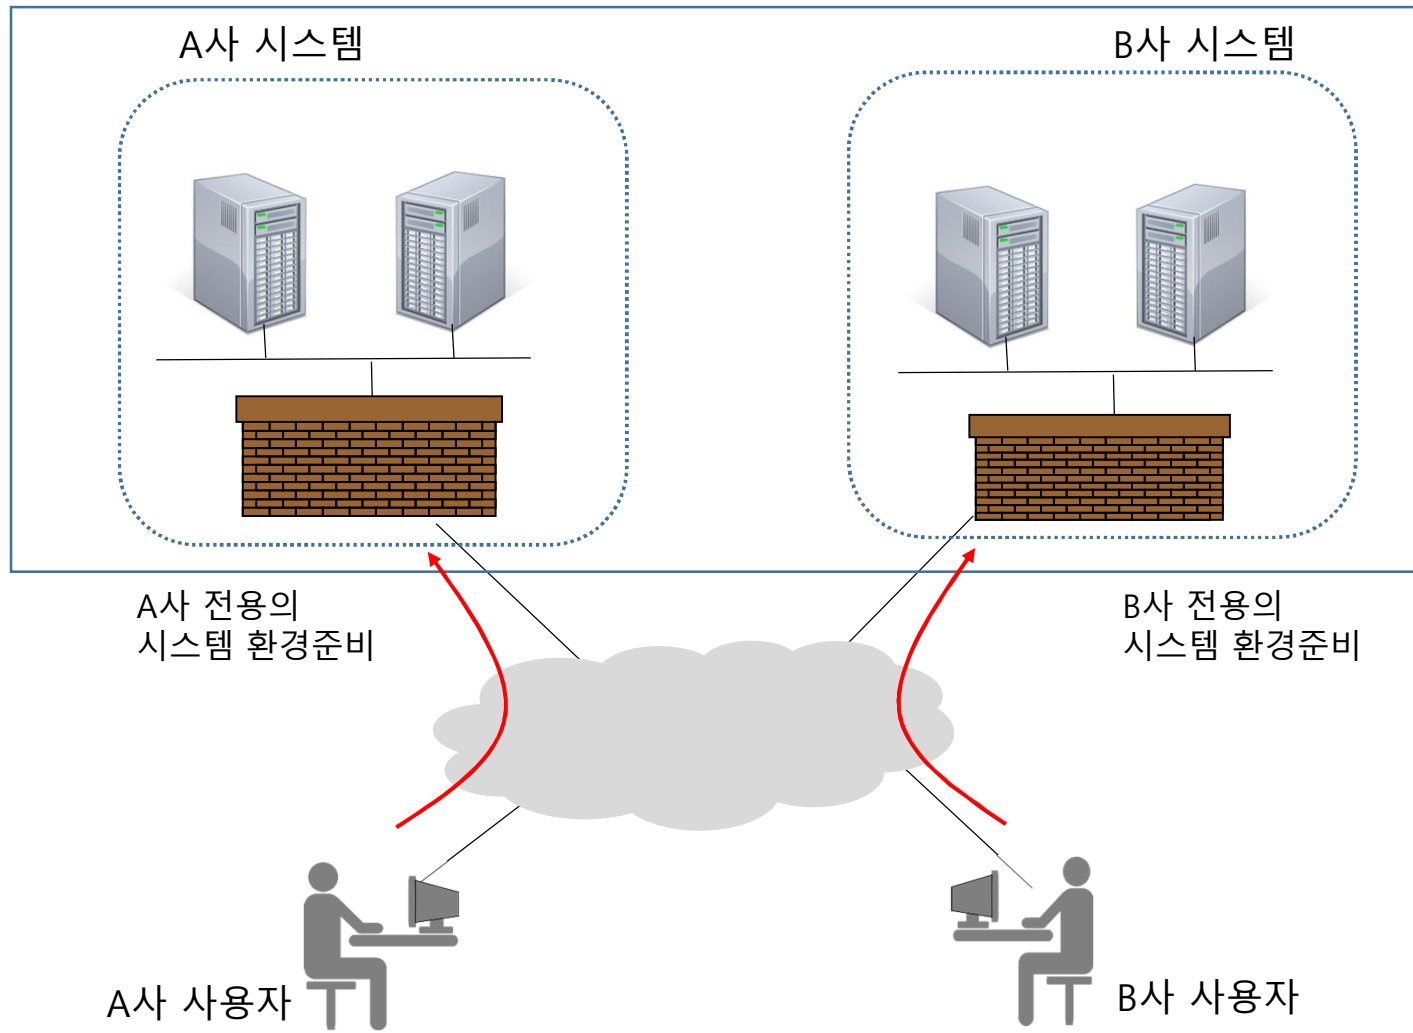 A사 시스템
B사 시스템
A사 전용의
시스템 환경준비
B사 전용의
시스템 환경준비
A사 사용자
B사 사용자